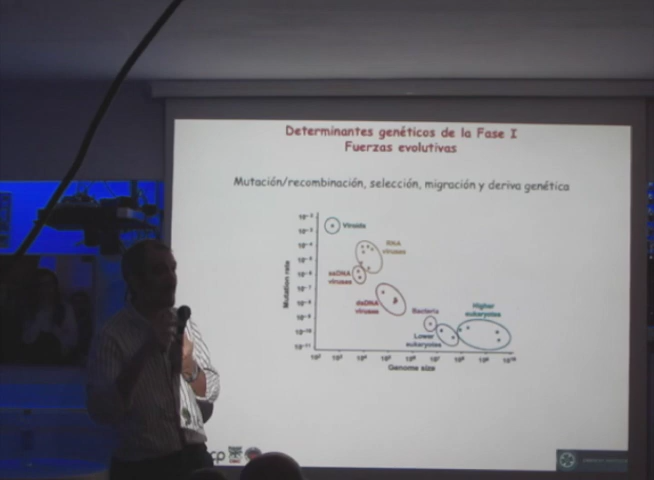 Determinantes genéticos de la Fase I
Fuerzas evolutivas
Mutación/recombinación, selección, migración y deriva genética
Viroids
RNA
viruses
ssDNA
viruses
dsDNA
viruses
Bacteria
Lower
eukaryotes
Higher
eukaryotes
Mutation rate
Genome size
cp